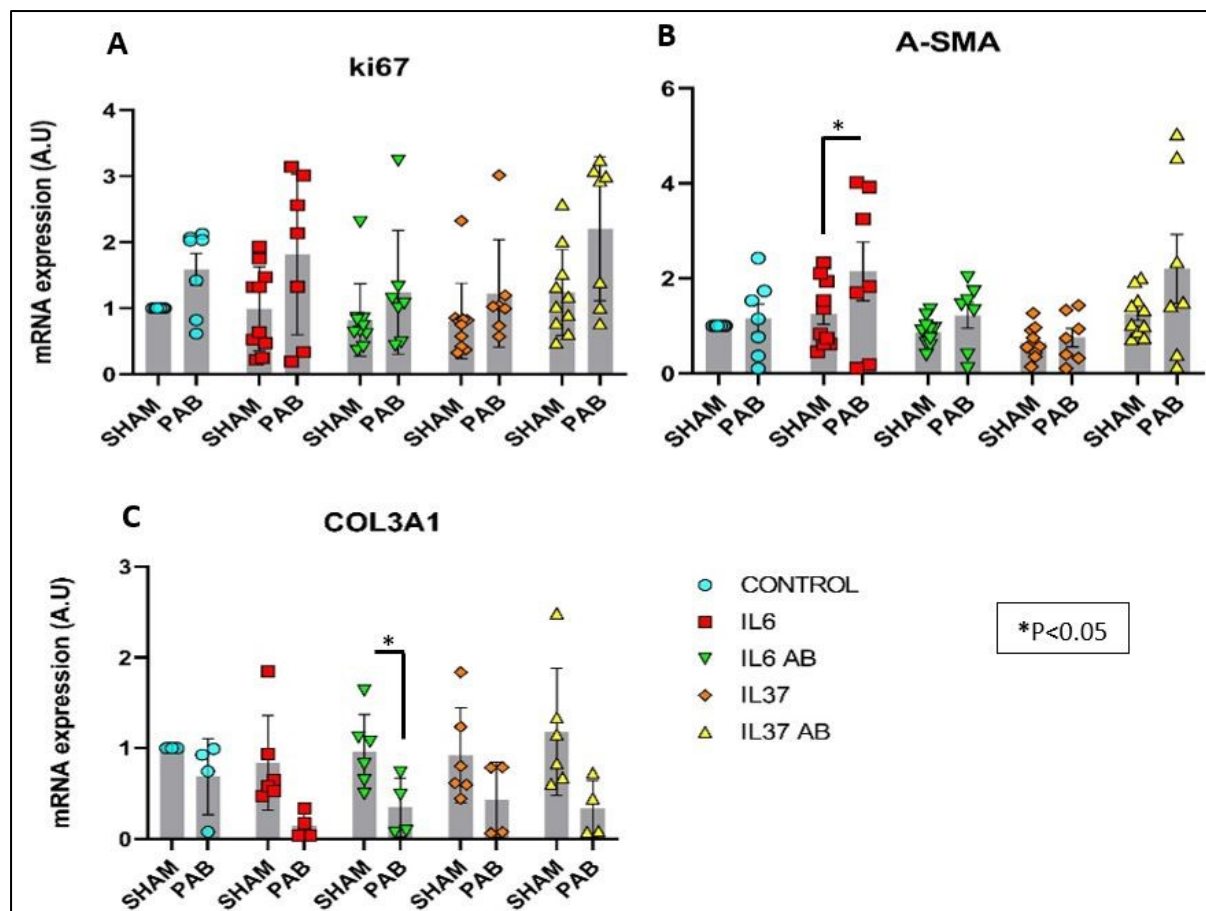 A
ki67
mRNA expression (A.U)
4
3
2
1
0
SHAM PAB SHAM PAB SHAM PAB SHAM PAB SHAM PAB
B
A-SMA
mRNA expression (A.U)
6
4
2
0
*
SHAM PAB SHAM PAB SHAM PAB SHAM PAB SHAM PAB
C
COL3A1
mRNA expression (A.U)
3
2
1
0
*
SHAM PAB SHAM PAB SHAM PAB SHAM PAB SHAM PAB
CONTROL
IL6
IL6 AB
IL37
IL37 AB
*P<0.05